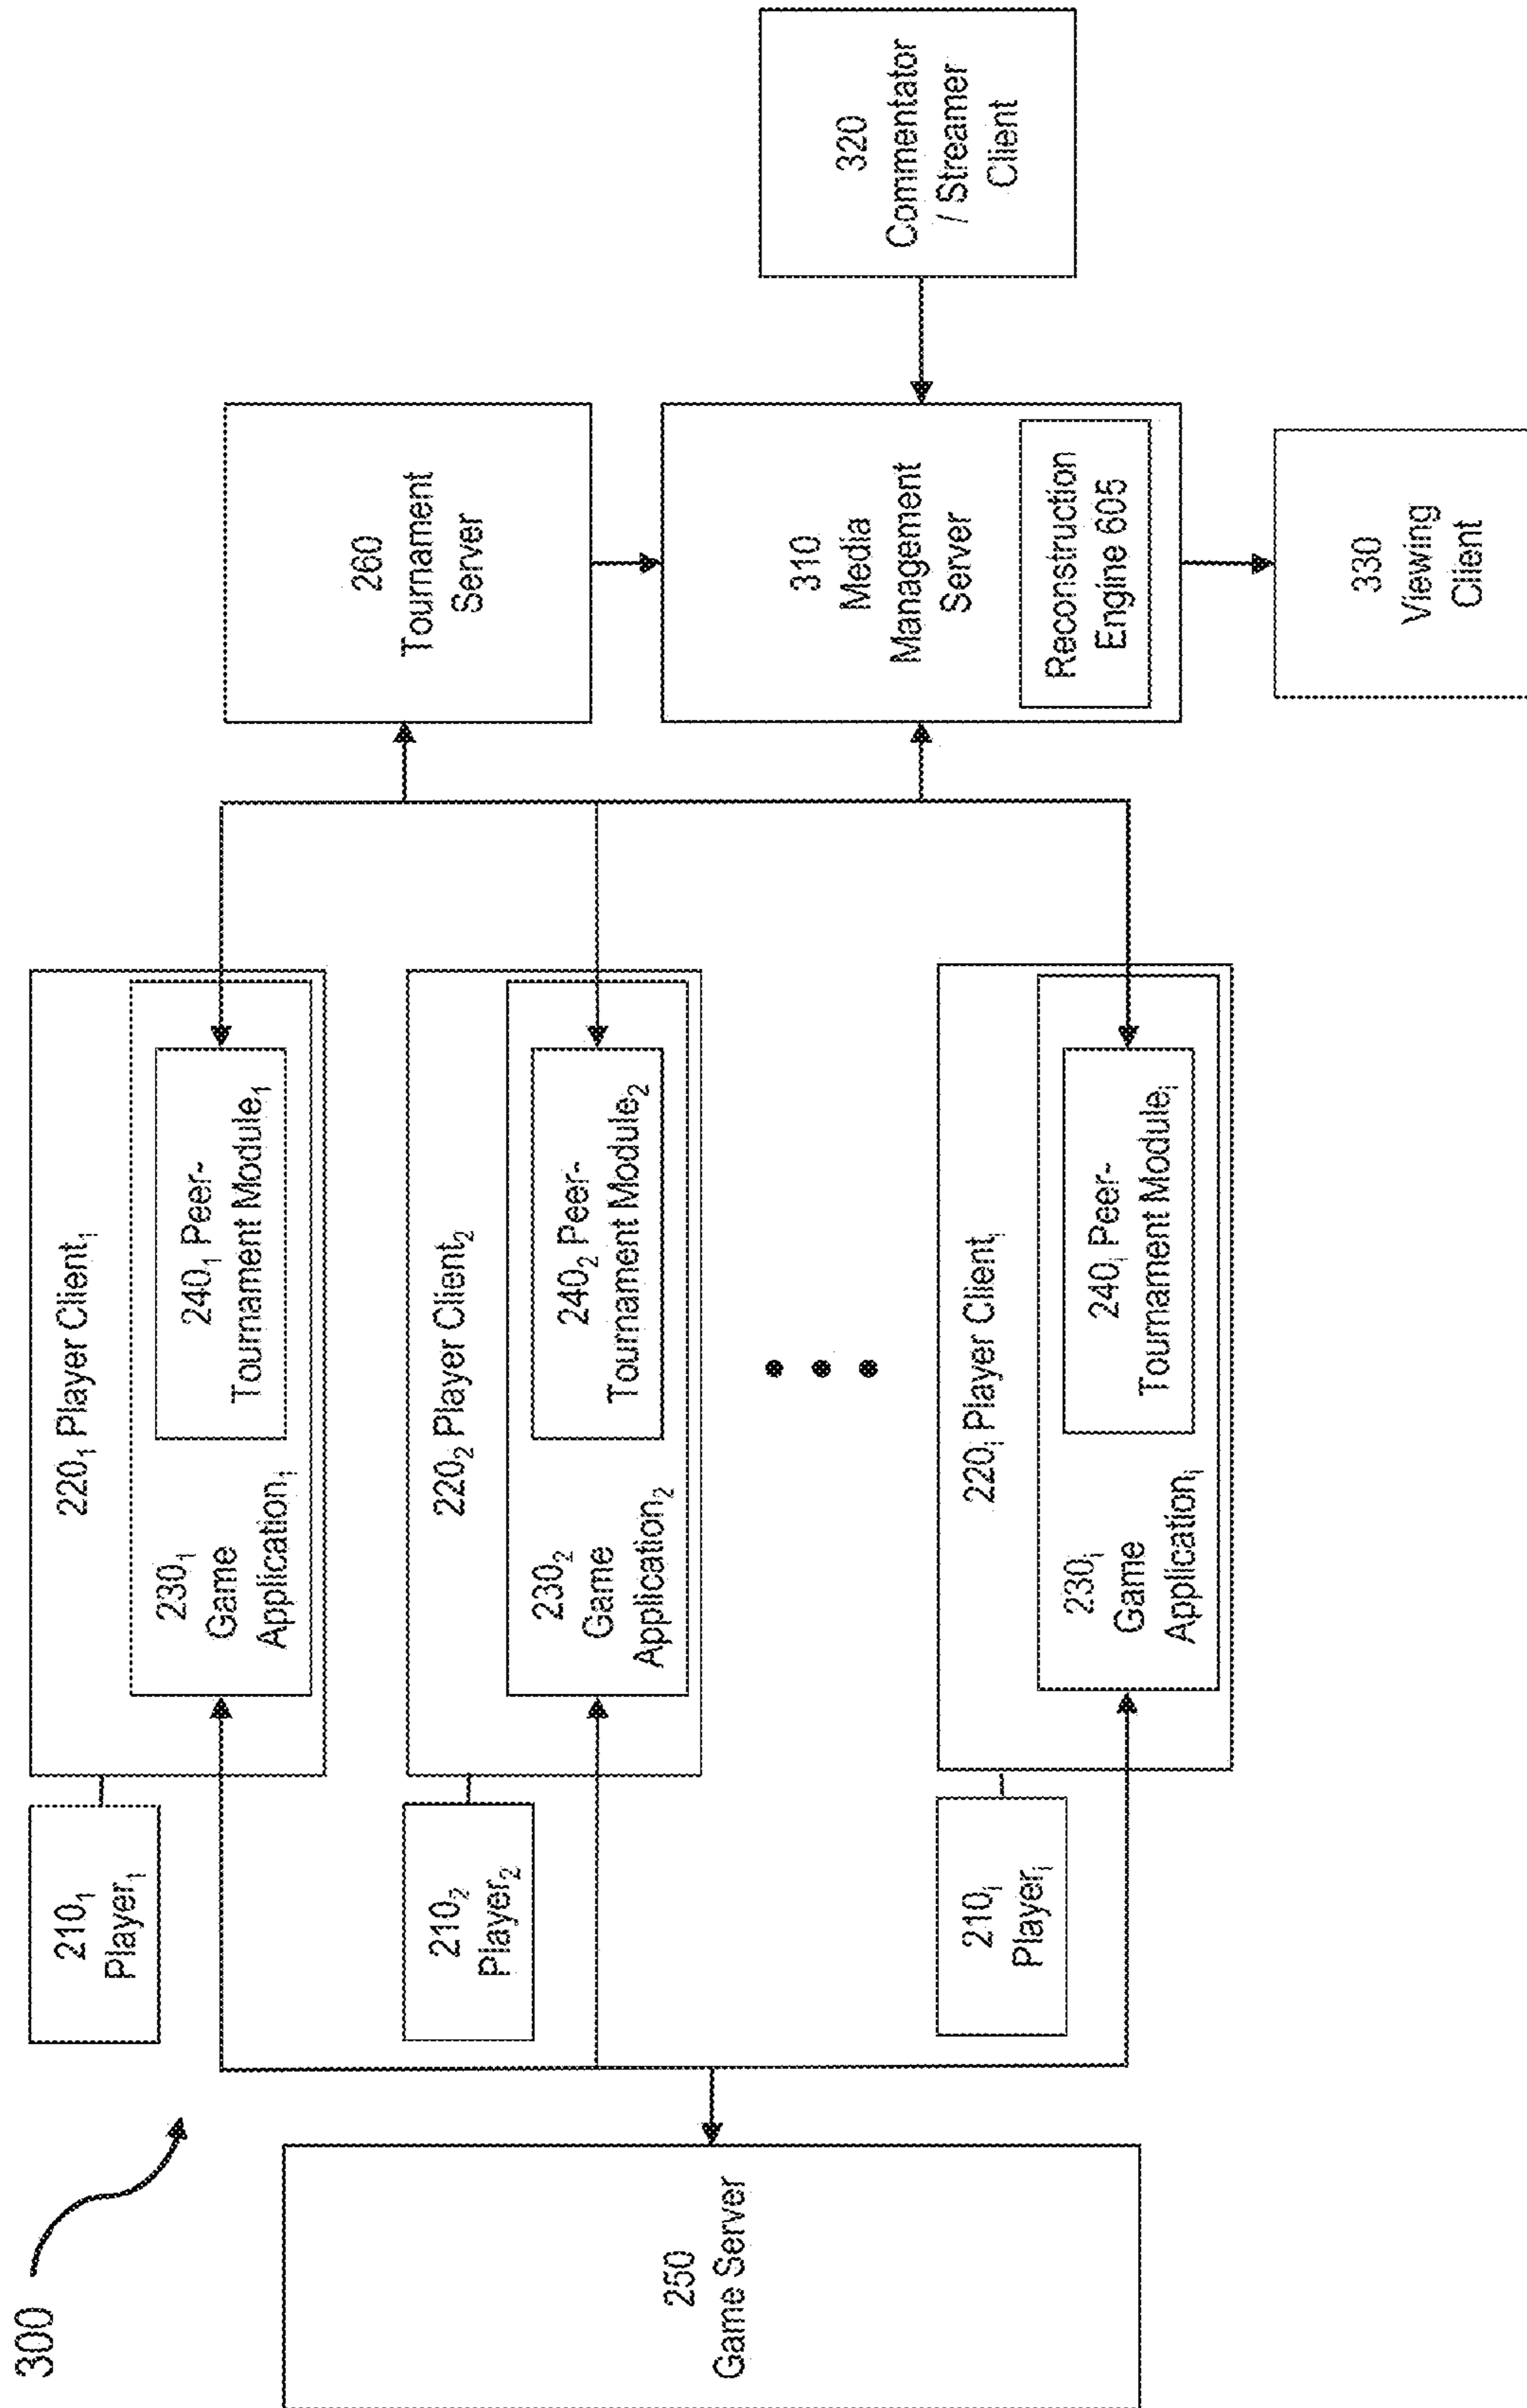 300
250
Game Server
210₁
Player₁
220₁ Player Client₁
230₁
Game
Application₁
240₁ Peer-
Tournament Module₁
210₂
Player₂
220₂ Player Client₂
230₂
Game
Application₂
240₂ Peer-
Tournament Module₂
210ᵢ
Playerᵢ
220ᵢ Player Clientᵢ
230ᵢ
Game
Applicationᵢ
240ᵢ Peer-
Tournament Moduleᵢ
260
Tournament
Server
310
Media
Management
Server
Reconstruction
Engine 605
320
Commentator
/ Streamer
Client
330
Viewing
Client